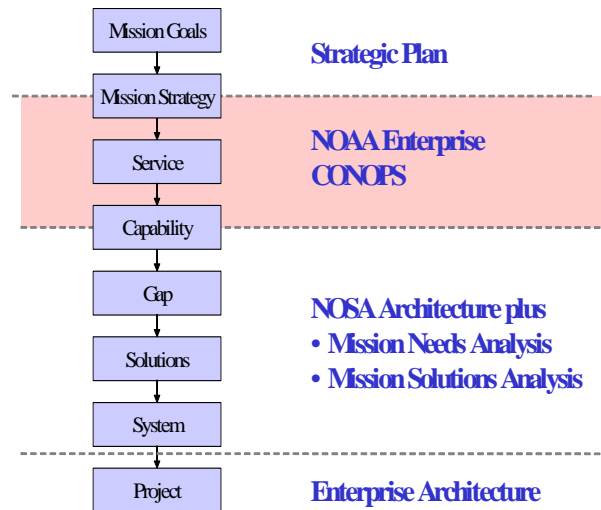 Mission Goals
Strategic Plan
Mission Strategy
NOAA Enterprise
CONOPS
Service
Capability
Gap
NOSA Architecture plus
• Mission Needs Analysis
Solutions
• Mission Solutions Analysis
System
Project
Enterprise Architecture